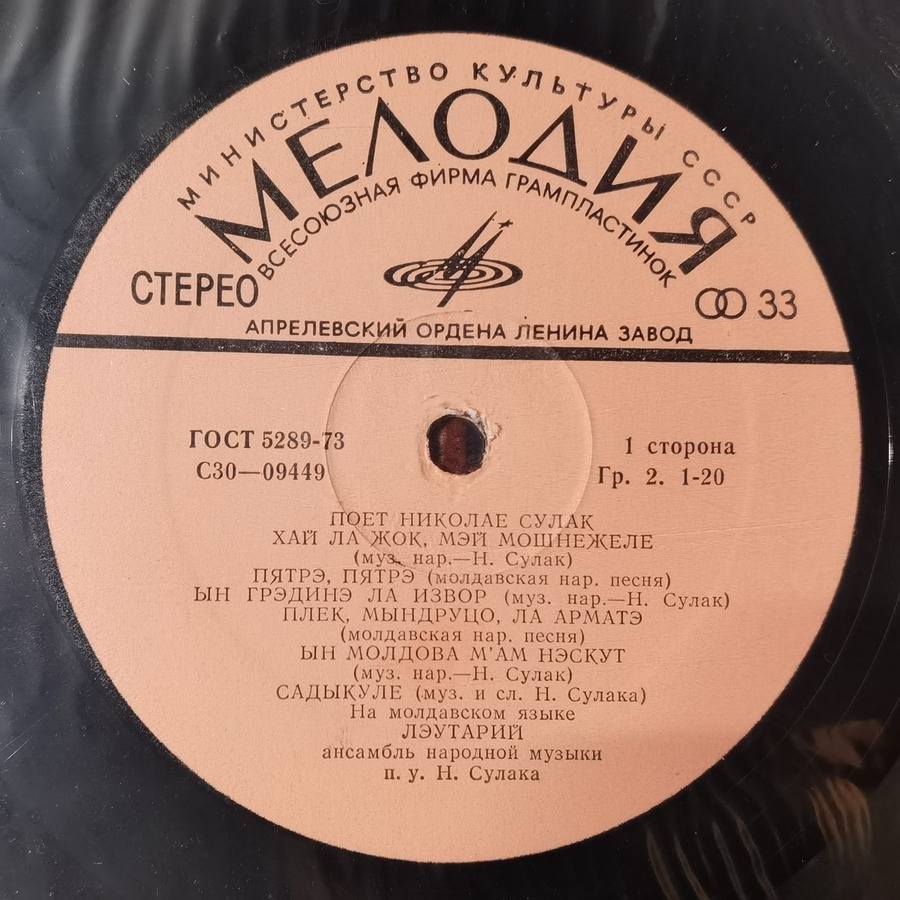 МИНИСТЕРСТВО КУЛЬТУРЫ СССР
МЕЛОДИЯ
ВСЕСОЮЗНАЯ ФИРМА ГРАМПЛАСТИНОК
СТЕРЕО
33
АПРЕЛЕВСКИЙ ОРДЕНА ЛЕНИНА ЗАВОД
ГОСТ 5289-73
С30—09449
1 сторона
Гр. 2. 1-20
ПОЕТ НИКОЛАЕ СУЛАК
ХАЙ ЛА ЖОК, МЭЙ МОШНЕЖЕЛЕ
(муз. нар.—Н. Сулак)
ПЯТРЭ, ПЯТРЭ (молдавская нар. песня)
ЫН ГРЭДИНЭ ЛА ИЗВОР (муз. нар.—Н. Сулак)
ПЛЕК, МЫНДРУЦО, ЛА АРМАТЭ
(молдавская нар. песня)
ЫН МОЛДОВА М'АМ НЭСКУТ
(муз. нар.—Н. Сулак)
САДЫКУЛЕ (муз. и сл. Н. Сулака)
На молдавском языке
ЛЭУТАРИЙ
ансамбль народной музыки
п. у. Н. Сулака